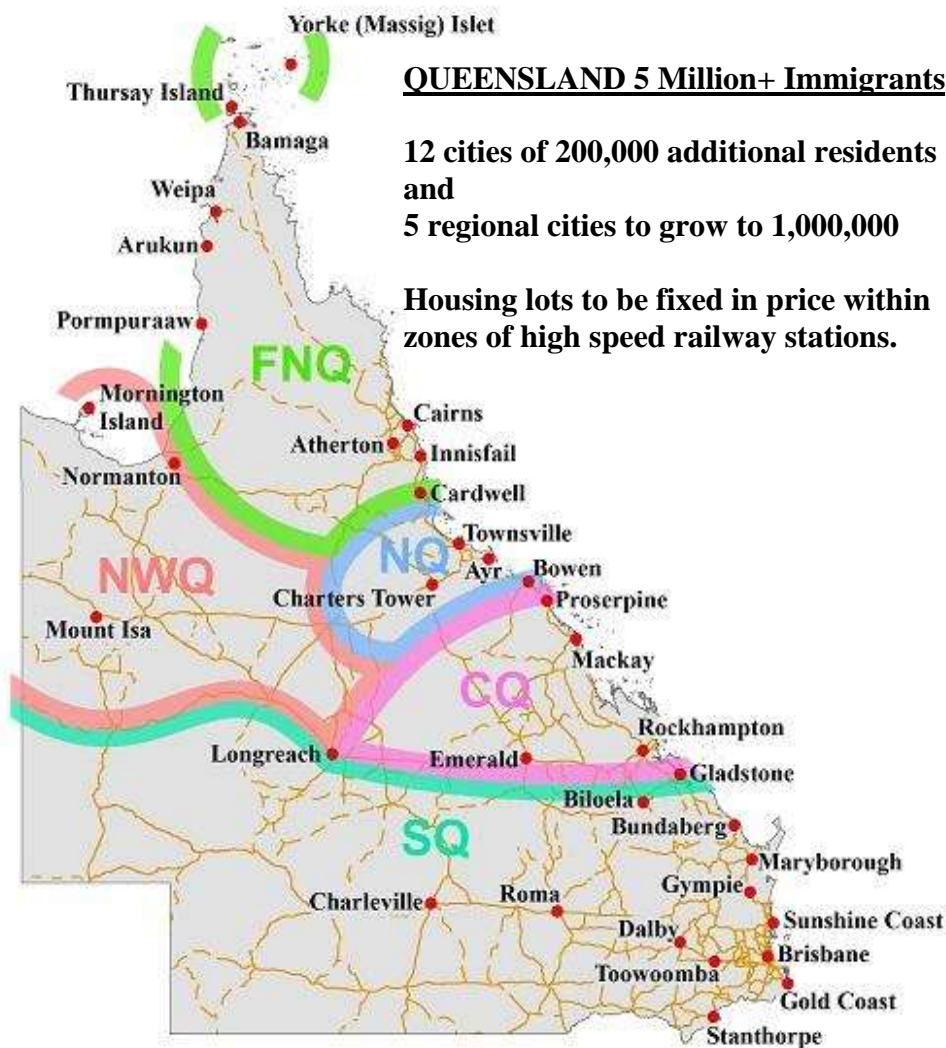 Yorke (Massig) Islet
QUEENSLAND 5 Million+ Immigrants
Thursay Island
Bamaga
12 cities of 200,000 additional residents
and
5 regional cities to grow to 1,000,000
Weipa
Arukun
Housing lots to be fixed in price within
zones of high speed railway stations.
Pormpuraaw
FNQ
Mornington
Island
Cairns
Atherton
Innisfail
Normanton
Cardwell
Townsville
NQ
Ayr
Bowen
NWQ
Charters Tower
Proserpine
Mount Isa
Mackay
CQ
Rockhampton
Longreach
Emerald
Gladstone
Biloela
SQ
Bundaberg
Maryborough
Gympie
Charleville
Roma
Sunshine Coast
Dalby
Brisbane
Toowoomba
Gold Coast
Stanthorpe